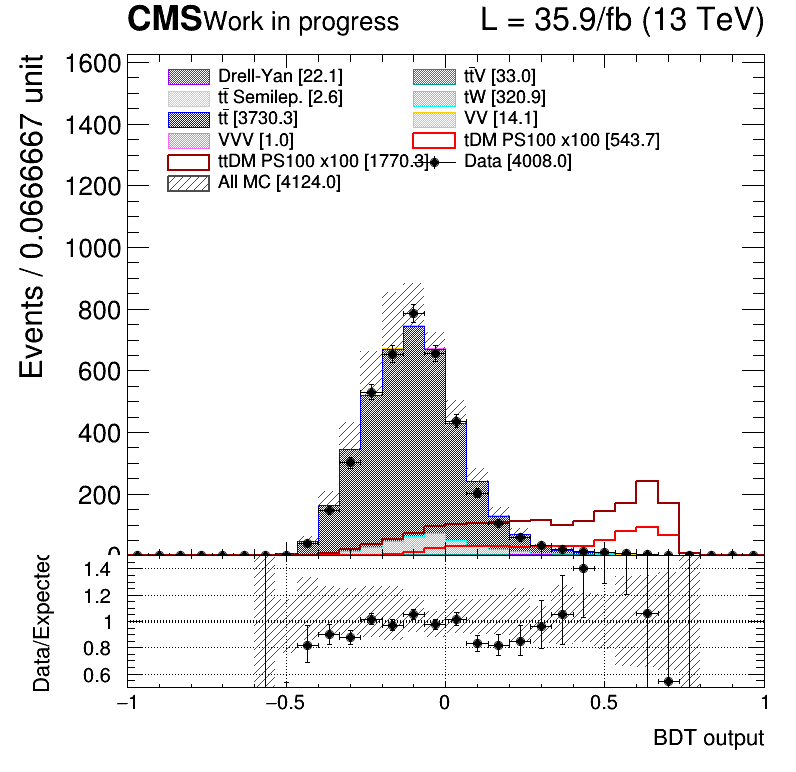 CMS Work in progress L = 35.9/fb (13 TeV)
Events / 0.0666667 unit
1600
1400
1200
1000
800
600
400
200
0
Drell-Yan [22.1] tt̄V [33.0]
tt̄ Semilep. [2.6] tW [320.9]
tt̄ [3730.3] VV [14.1]
VVV [1.0] tDM PS100 x100 [543.7]
ttDM PS100 x100 [1770.3] Data [4008.0]
All MC [4124.0]
Data/Expected
1.4
1.2
1
0.8
0.6
−1 −0.5 0 0.5 1
BDT output